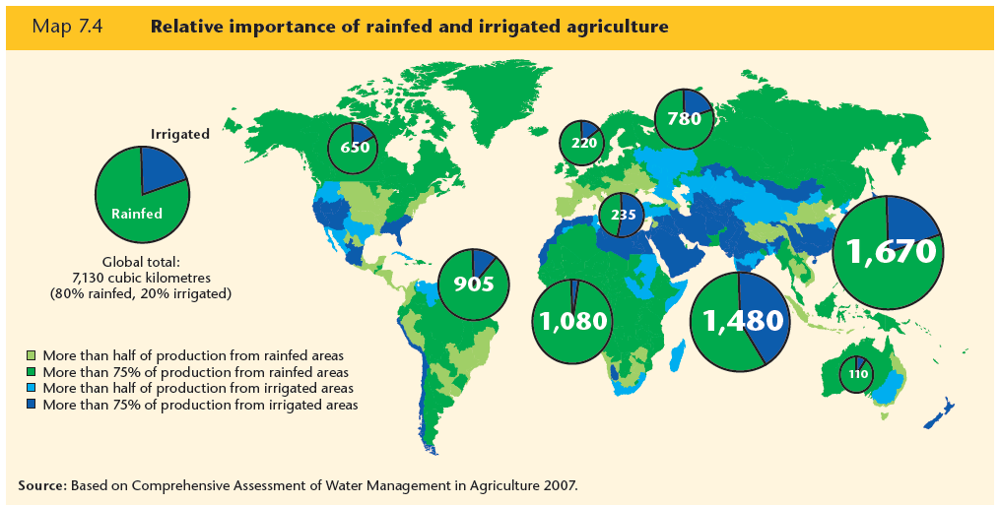 Map 7.4 Relative importance of rainfed and irrigated agriculture
Irrigated
Rainfed
Global total:
7,130 cubic kilometres
(80% rainfed, 20% irrigated)
650
220
780
235
905
1,080
1,480
1,670
110
More than half of production from rainfed areas
More than 75% of production from rainfed areas
More than half of production from irrigated areas
More than 75% of production from irrigated areas
Source: Based on Comprehensive Assessment of Water Management in Agriculture 2007.